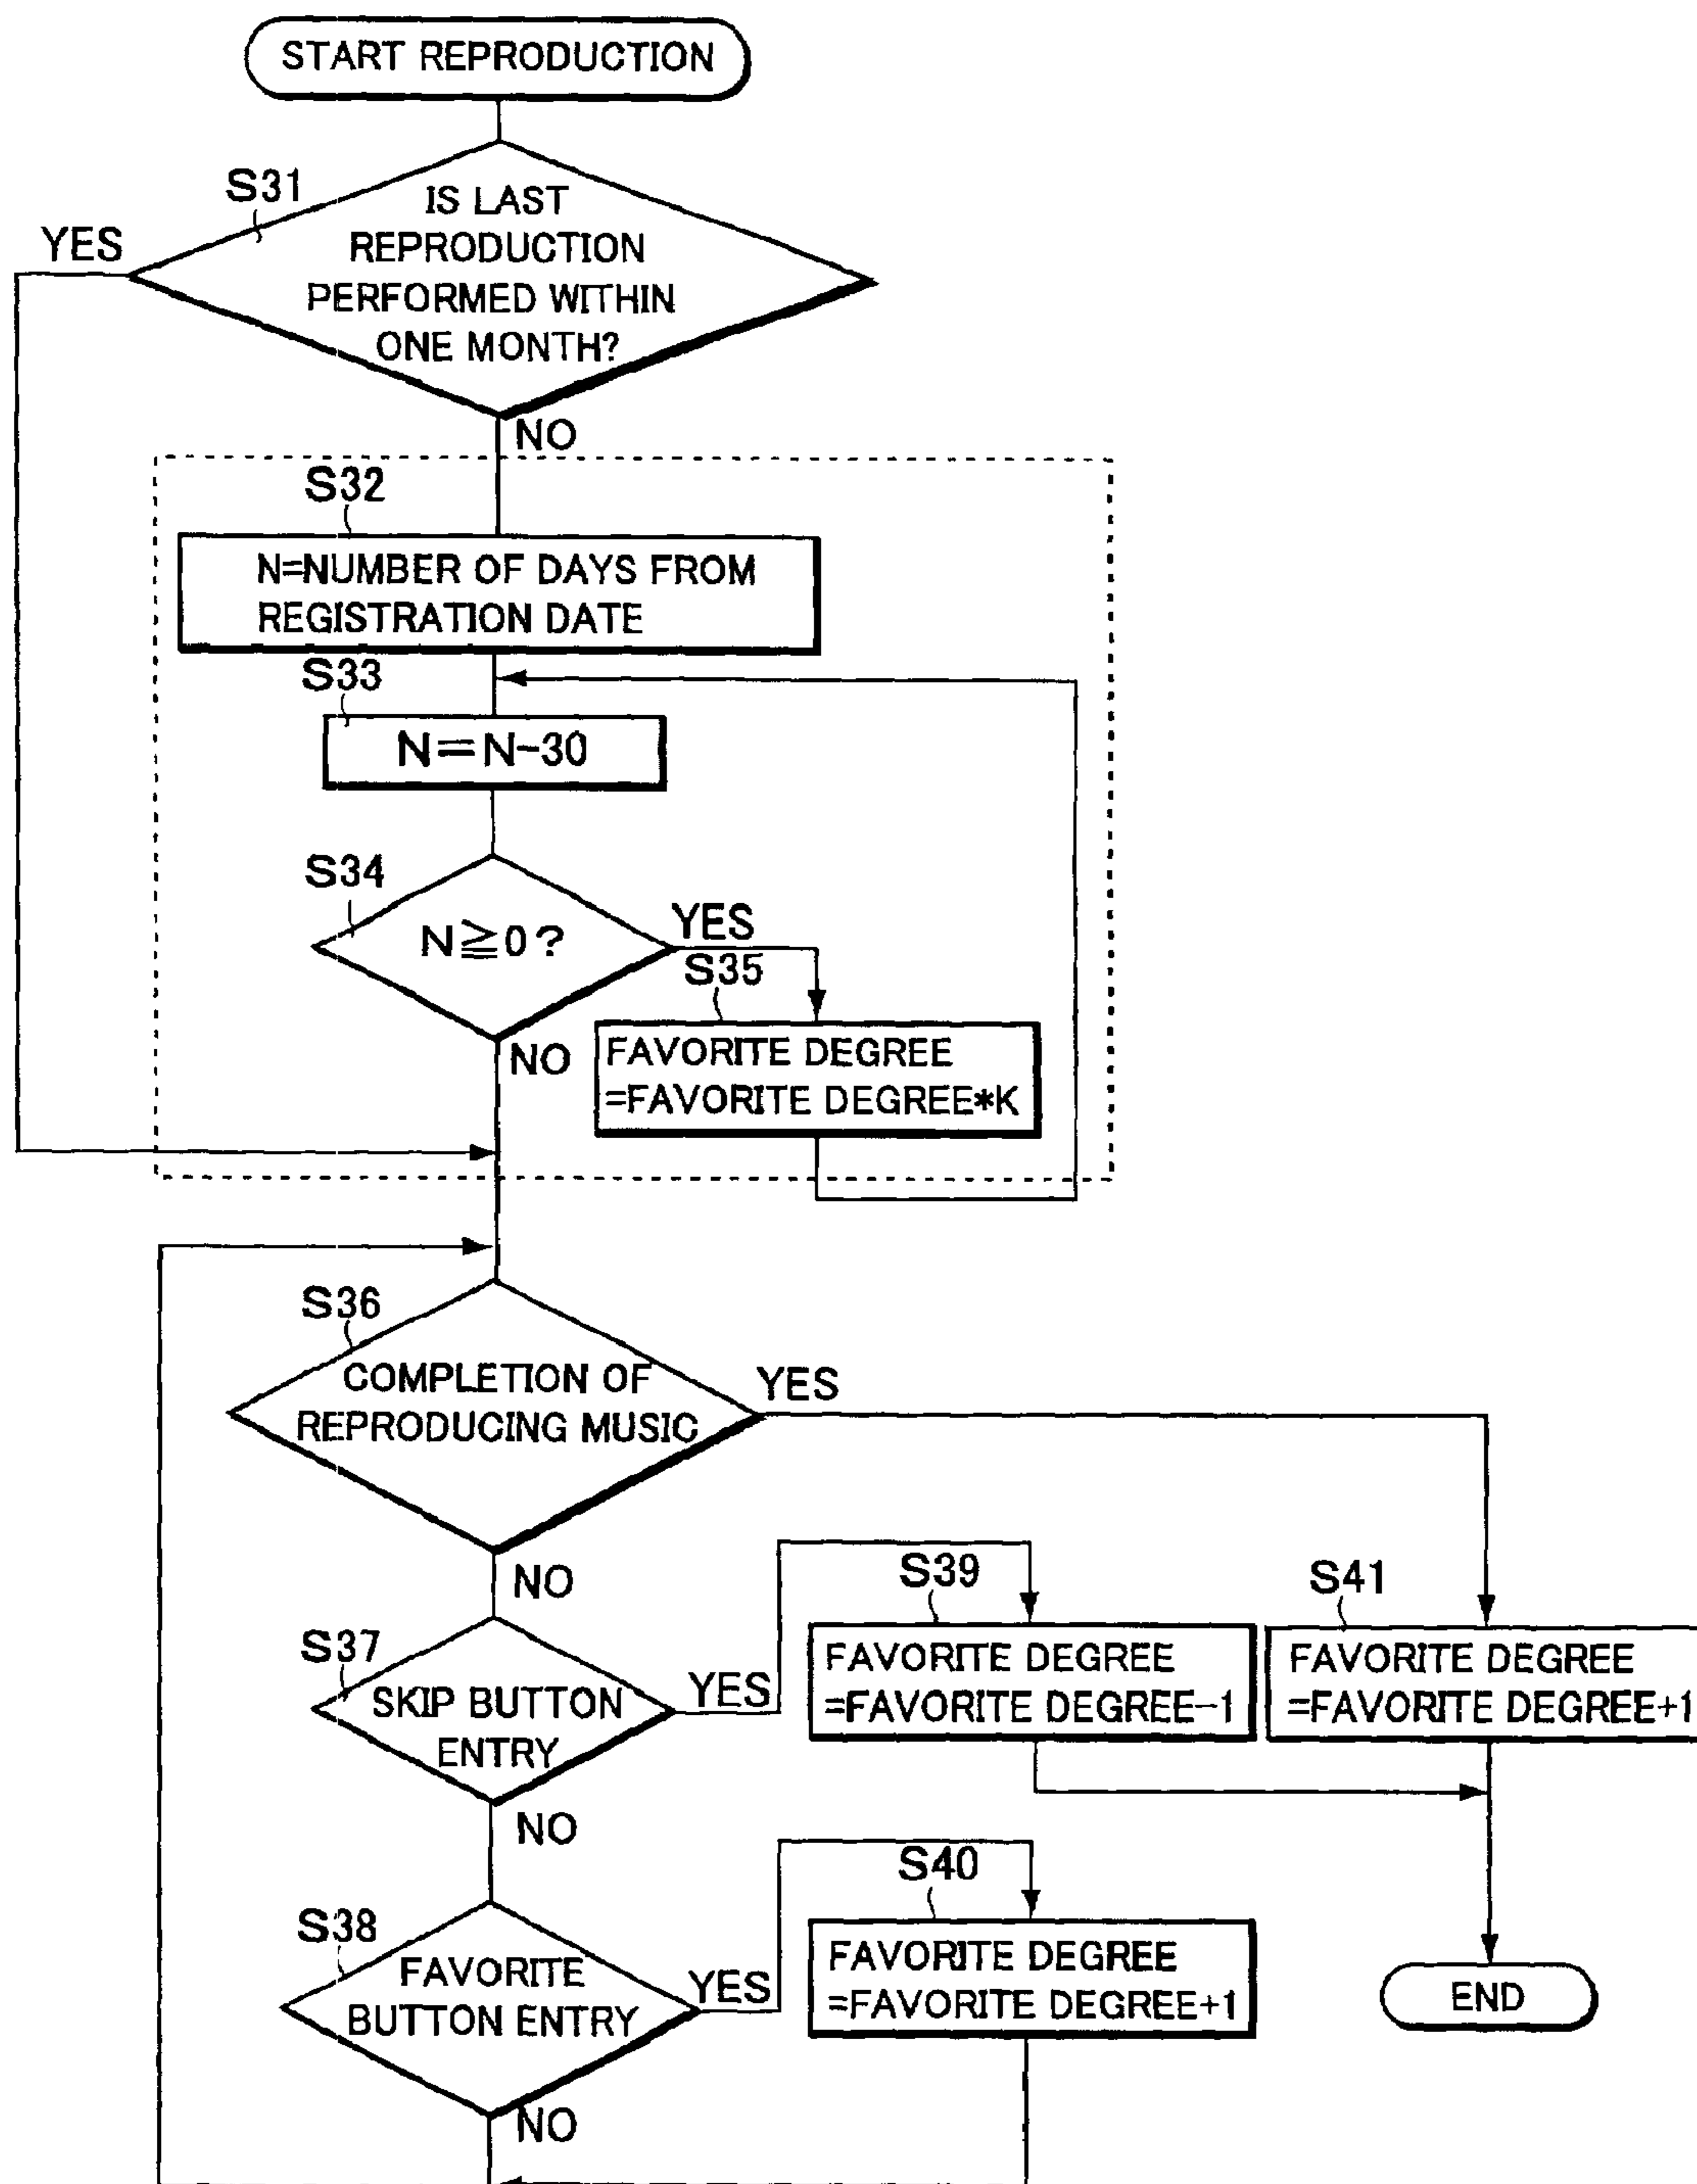 START REPRODUCTION
S31
IS LAST
REPRODUCTION
PERFORMED WITHIN
ONE MONTH?
YES
NO
S32
N=NUMBER OF DAYS FROM
REGISTRATION DATE
S33
N=N-30
S34
N≧0?
YES
S35
FAVORITE DEGREE
=FAVORITE DEGREE*K
NO
S36
COMPLETION OF
REPRODUCING MUSIC
YES
NO
S37
SKIP BUTTON
ENTRY
YES
S39
FAVORITE DEGREE
=FAVORITE DEGREE-1
S41
FAVORITE DEGREE
=FAVORITE DEGREE+1
NO
S38
FAVORITE
BUTTON ENTRY
YES
S40
FAVORITE DEGREE
=FAVORITE DEGREE+1
END
NO